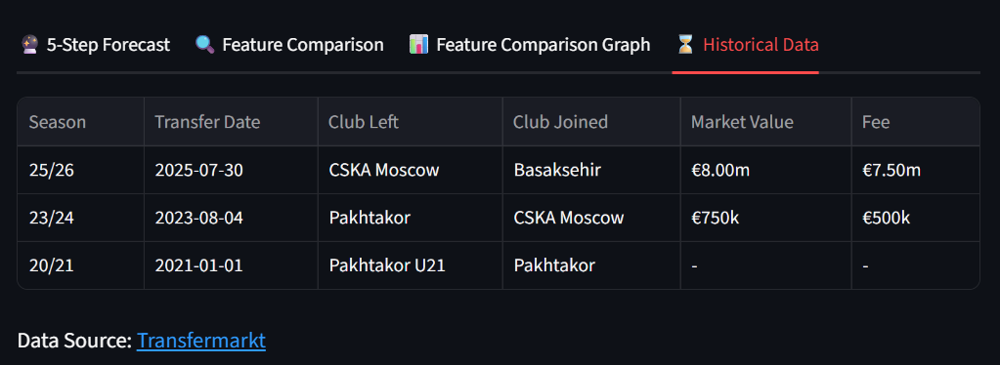 5-Step Forecast Feature Comparison Feature Comparison Graph Historical Data
Season Transfer Date Club Left Club Joined Market Value Fee
25/26 2025-07-30 CSKA Moscow Basaksehir €8.00m €7.50m
23/24 2023-08-04 Pakhtakor CSKA Moscow €750k €500k
20/21 2021-01-01 Pakhtakor U21 Pakhtakor - -
Data Source: Transfermarkt